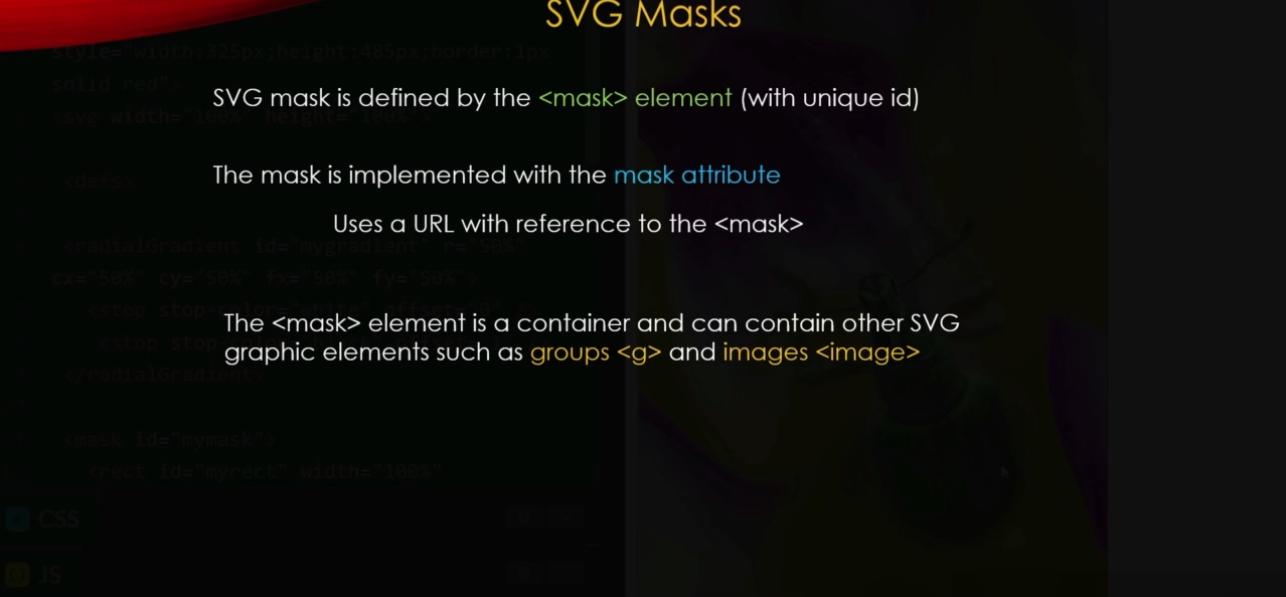 SVG Masks
style="width:325px;height:485px;border:1px
solid red">
<svg width="100%" height="100%">
SVG mask is defined by the <mask> element (with unique id)
<defs>
The mask is implemented with the mask attribute
Uses a URL with reference to the <mask>
<radialGradient id="mygradient" r="50%"
cx="50%" cy="50%" fx="50%" fy="50%">
<stop stop-color="white" offset=
The <mask> element is a container and can contain other SVG
<stop
graphic elements such as groups <g> and images <image>
</radialGradient>
<mask id="mymask">
<rect id="myrect" width="100%"
CSS
JS